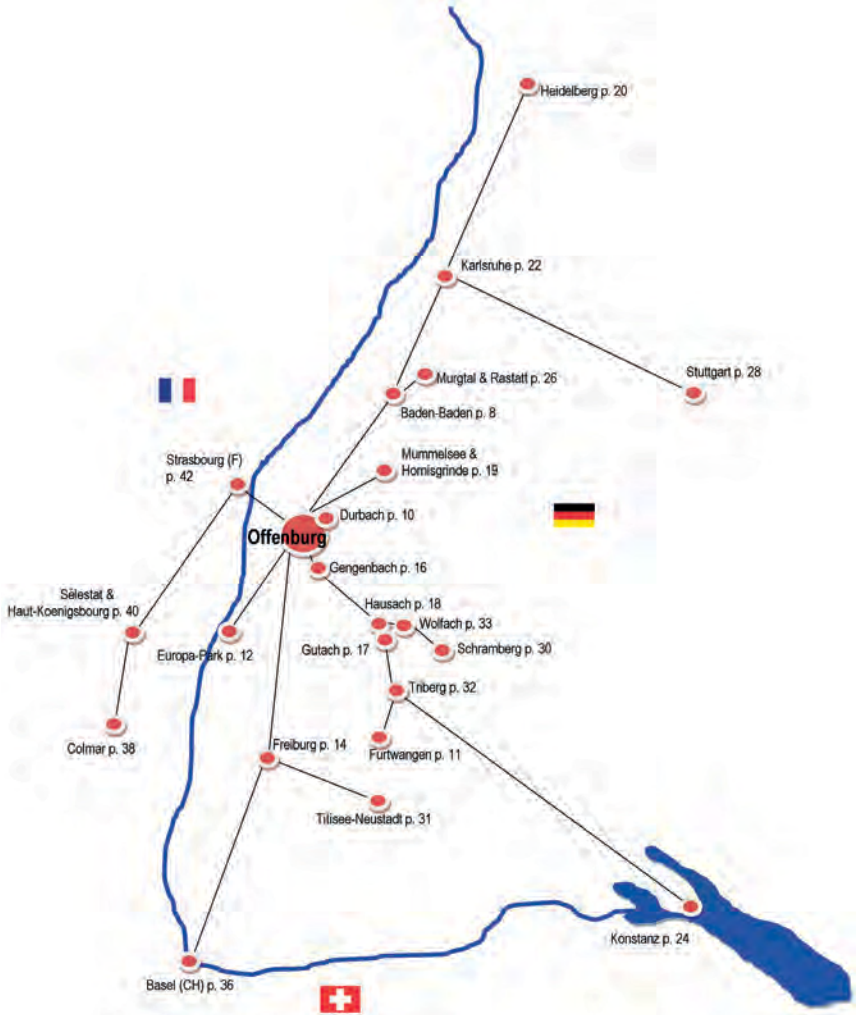 Heidelberg p. 20
Karlsruhe p. 22
Murgtal & Rastatt p. 26
Stuttgart p. 28
Baden-Baden p. 8
Mummelsee &
Hornisgrinde p. 19
Strasbourg (F)
p. 42
Durbach p. 10
Offenburg
Gengenbach p. 16
Sélestat &
Haut-Koenigsbourg p. 40
Hausach p. 18
Wolfach p. 33
Gutach p. 17
Schramberg p. 30
Europa-Park p. 12
Triberg p. 32
Colmar p. 38
Freiburg p. 14
Furtwangen p. 11
Tilisee-Neustadt p. 31
Konstanz p. 24
Basel (CH) p. 36